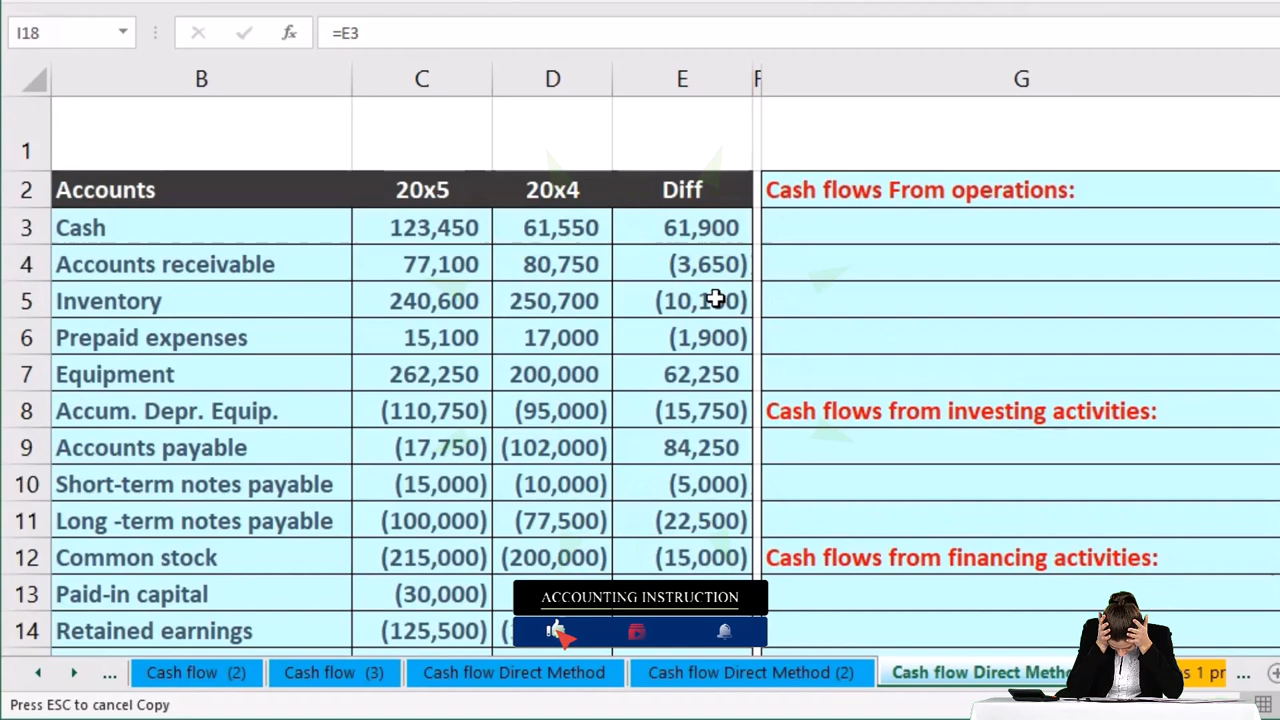 I18 fx =E3
B C D E F G
1
2 Accounts 20x5 20x4 Diff Cash flows From operations:
3 Cash 123,450 61,550 61,900
4 Accounts receivable 77,100 80,750 (3,650)
5 Inventory 240,600 250,700
6 Prepaid expenses 15,100 17,000 (1,900)
7 Equipment 262,250 200,000 62,250
8 Accum. Depr. Equip. (110,750) (95,000) (15,750) Cash flows from investing activities:
9 Accounts payable (17,750) (102,000) 84,250
10 Short-term notes payable (15,000) (10,000) (5,000)
11 Long -term notes payable (100,000) (77,500) (22,500)
12 Common stock (215,000) (200,000) (15,000) Cash flows from financing activities:
13 Paid-in capital (30,000)
ACCOUNTING INSTRUCTION
14 Retained earnings (125,500)
... Cash flow (2) Cash flow (3) Cash flow Direct Method Cash flow Direct Method (2) Cash flow Direct ...
Press ESC to cancel Copy